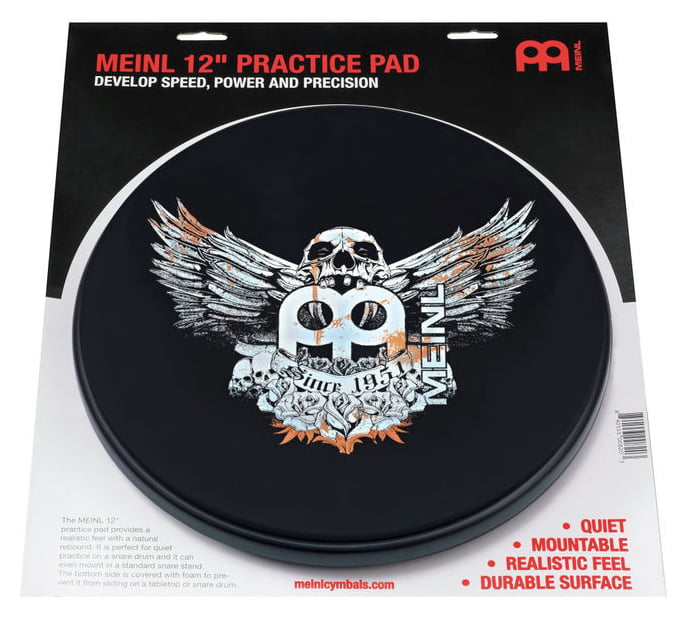 MEINL 12" PRACTICE PAD
DEVELOP SPEED, POWER AND PRECISION
MEINL
MEINL
Since 1951
The MEINL 12"
practice pad provides a
realistic feel with a natural
rebound. It is perfect for quiet
practice on a snare drum and it can
even mount in a standard snare stand.
The bottom side is covered with foam to pre-
vent it from sliding on a tabletop or snare drum.
• QUIET
• MOUNTABLE
• REALISTIC FEEL
• DURABLE SURFACE
meinlcymbals.com